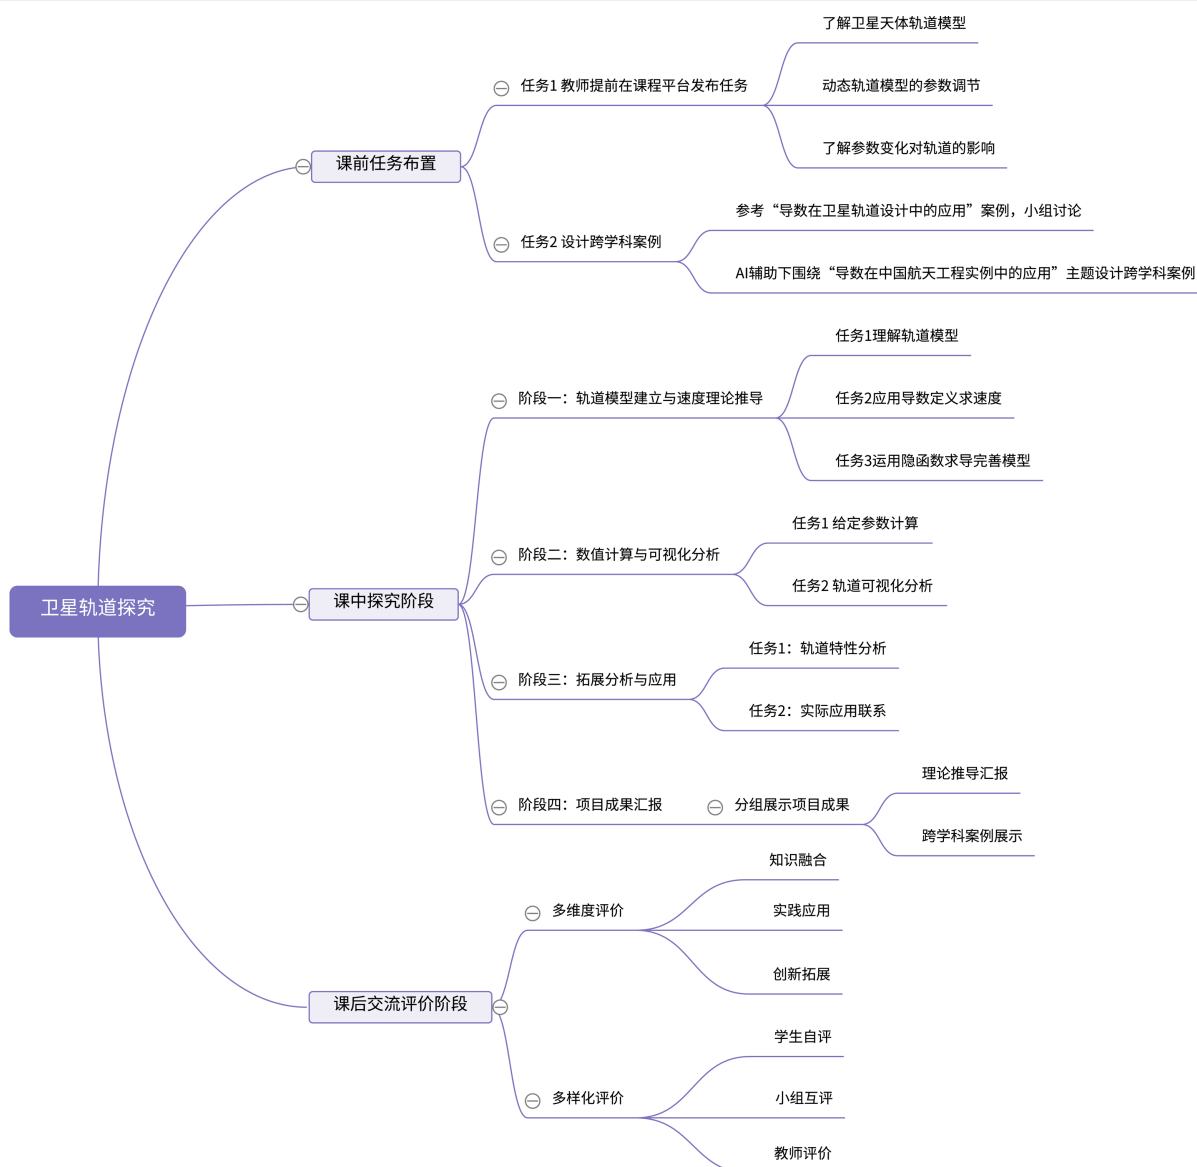 卫星轨道探究
课前任务布置
任务1 教师提前在课程平台发布任务
了解卫星天体轨道模型
动态轨道模型的参数调节
了解参数变化对轨道的影响
任务2 设计跨学科案例
参考“导数在卫星轨道设计中的应用”案例，小组讨论
AI辅助下围绕“导数在中国航天工程实例中的应用”主题设计跨学科案例
课中探究阶段
阶段一：轨道模型建立与速度理论推导
任务1理解轨道模型
任务2应用导数定义求速度
任务3运用隐函数求导完善模型
阶段二：数值计算与可视化分析
任务1 给定参数计算
任务2 轨道可视化分析
阶段三：拓展分析与应用
任务1：轨道特性分析
任务2：实际应用联系
阶段四：项目成果汇报
分组展示项目成果
理论推导汇报
跨学科案例展示
课后交流评价阶段
多维度评价
知识融合
实践应用
创新拓展
多样化评价
学生自评
小组互评
教师评价